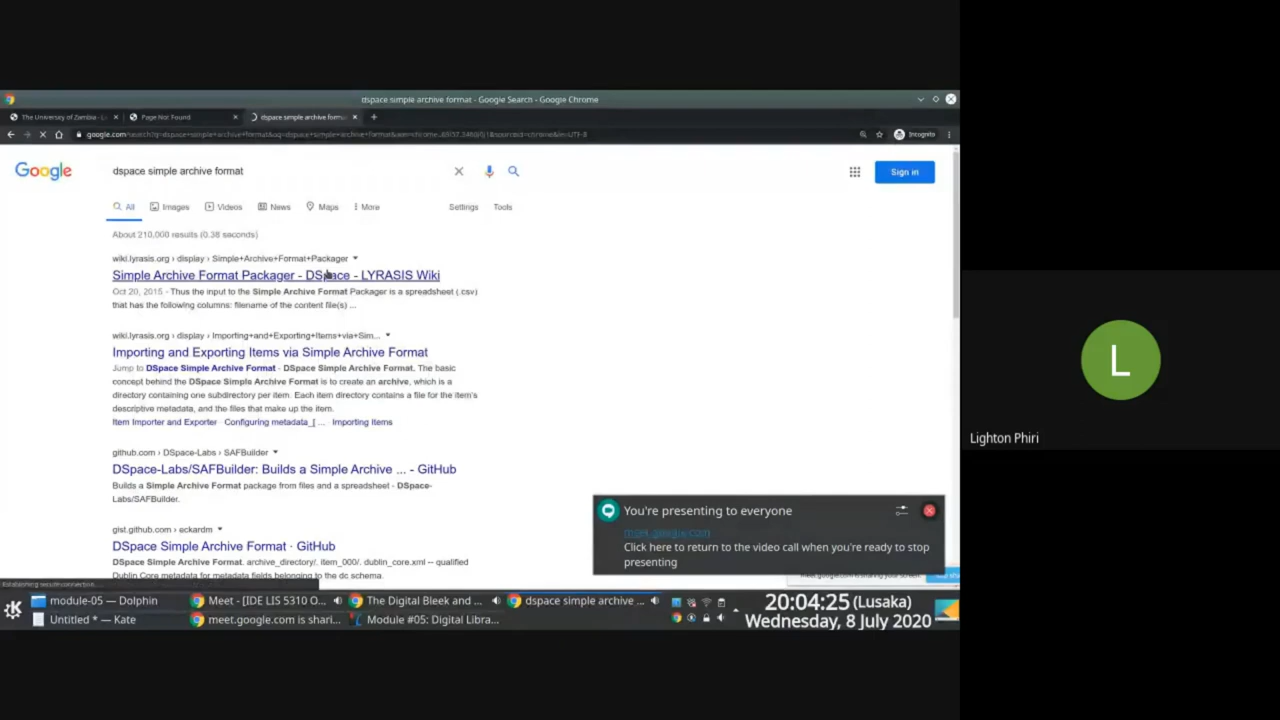 dspace simple archive format - Google Search - Google Chrome
The University of Zambia - L
Page Not Found
dspace simple archive forma
Incognito
Google
dspace simple archive format
Sign in
All
Images
Videos
News
Maps
More
Settings
Tools
About 210,000 results (0.38 seconds)
wiki.lyrasis.org › display › Simple+Archive+Format+Packager
Simple Archive Format Packager - DSpace - LYRASIS Wiki
Oct 20, 2015 - Thus the input to the Simple Archive Format Packager is a spreadsheet (.csv)
that has the following columns: filename of the content file(s) ...
wiki.lyrasis.org › display › Importing+and+Exporting+Items+via+Sim...
Importing and Exporting Items via Simple Archive Format
Jump to DSpace Simple Archive Format - DSpace Simple Archive Format. The basic
concept behind the DSpace Simple Archive Format is to create an archive, which is a
directory containing one subdirectory per item. Each item directory contains a file for the item's
descriptive metadata, and the files that make up the item.
Item Importer and Exporter · Configuring metadata_[ ... · Importing Items
github.com › DSpace-Labs › SAFBuilder
DSpace-Labs/SAFBuilder: Builds a Simple Archive ... - GitHub
Builds a Simple Archive Format package from files and a spreadsheet - DSpace-
Labs/SAFBuilder.
gist.github.com › eckardm
DSpace Simple Archive Format · GitHub
DSpace Simple Archive Format. archive_directory/. item_000/. dublin_core.xml -- qualified
Dublin Core metadata for metadata fields belonging to the dc schema.
You're presenting to everyone
meet.google.com
Click here to return to the video call when you're ready to stop
presenting
meet.google.com is sharing your screen.
module-05 — Dolphin
Meet - [IDE LIS 5310 O...
The Digital Bleek and ...
dspace simple archive ...
Untitled * — Kate
meet.google.com is shari...
Module #05: Digital Libra...
20:04:25 (Lusaka)
Wednesday, 8 July 2020
L
Lighton Phiri